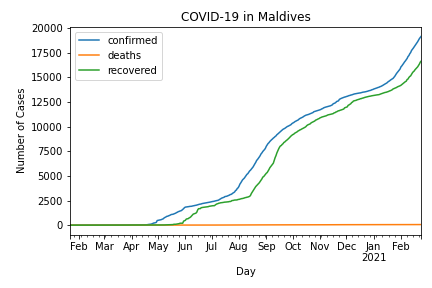 COVID-19 in Maldives
20000
17500
15000
12500
10000
7500
5000
2500
0
Number of Cases
confirmed
deaths
recovered
Feb Mar Apr May Jun Jul Aug Sep Oct Nov Dec Jan Feb
2021
Day